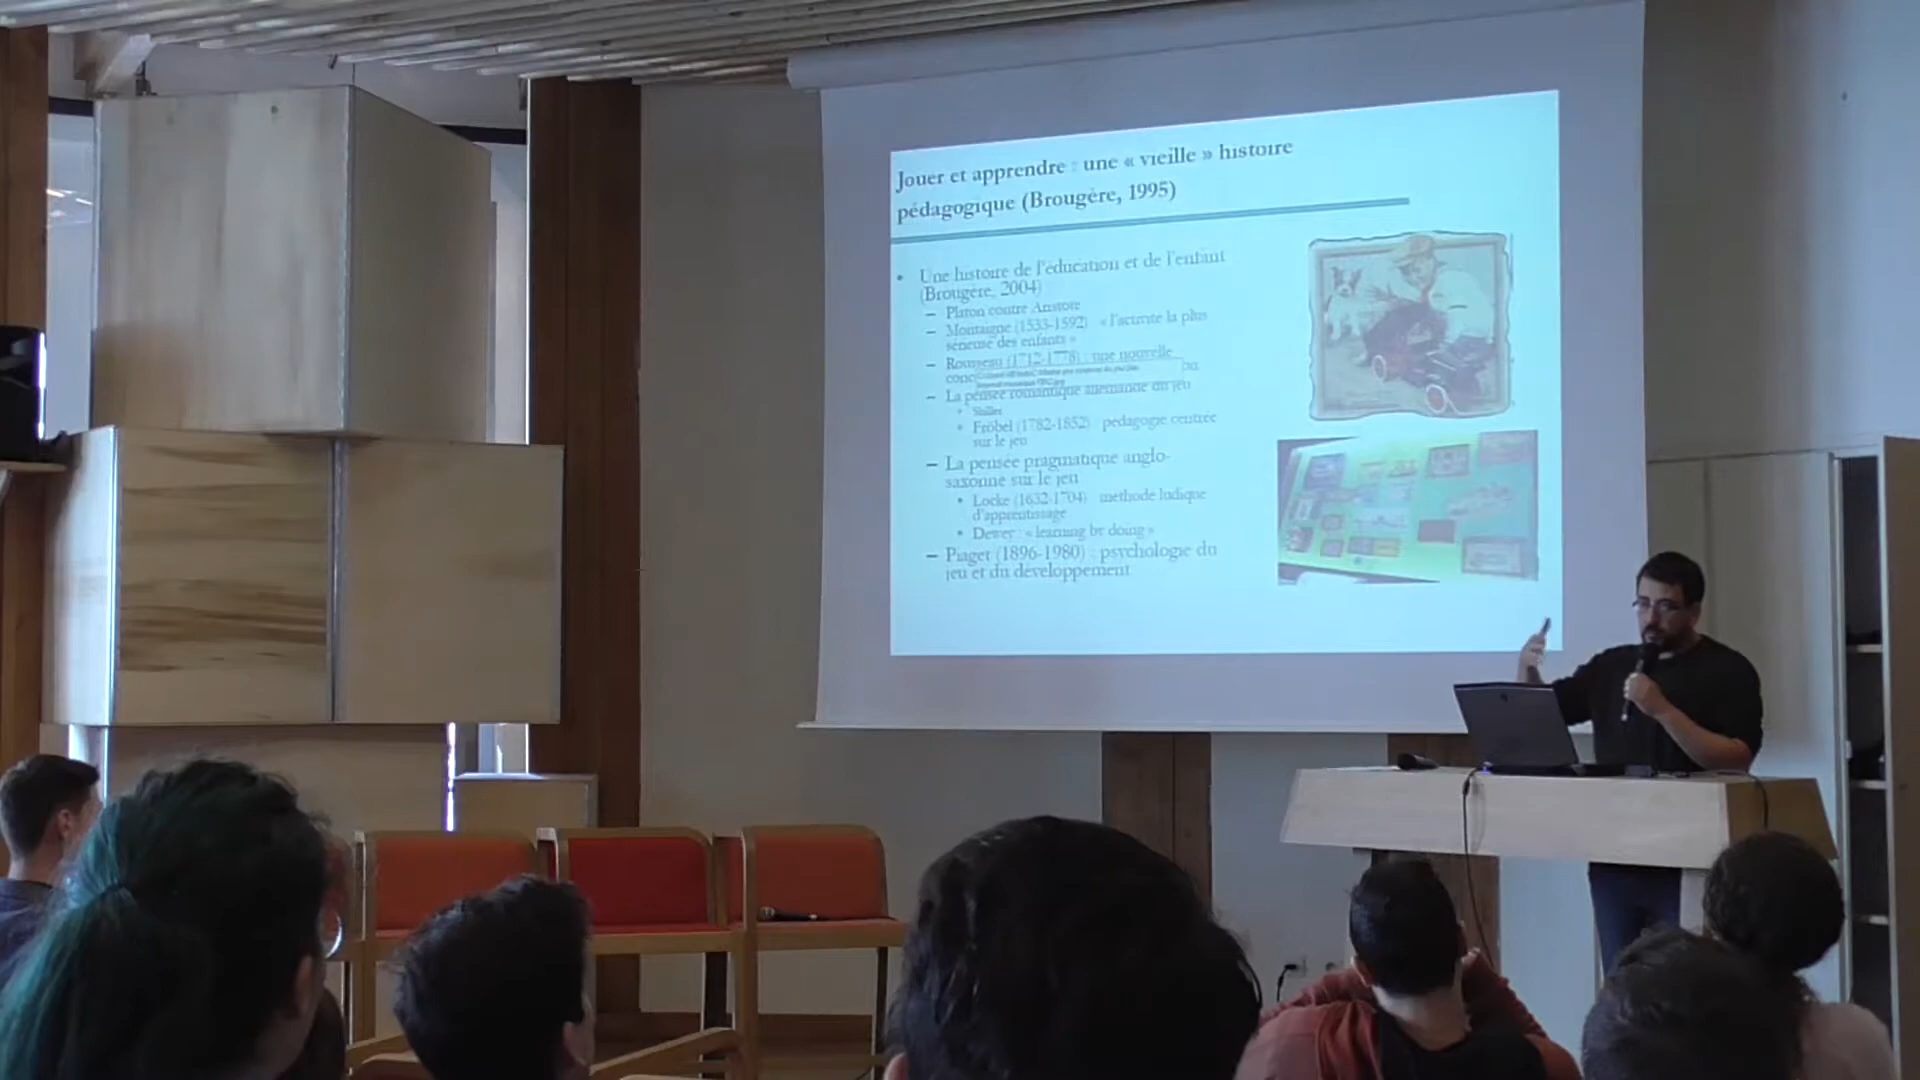 Jouer et apprendre : une « vieille » histoire
pédagogique (Brougère, 1995)
• Une histoire de l'éducation et de l'enfant
(Brougère, 2004)
– Platon contre Aristote
– Montaigne (1533-1592) « l'activité la plus
sérieuse des enfants »
– Rousseau (1712-1778) : une nouvelle
conc
– La pensée romantique allemande du jeu
• Fröbel (1782-1852) : pédagogie centrée
sur le jeu
– La pensée pragmatique anglo-
saxonne sur le jeu
• Locke (1632-1704) méthode ludique
d'apprentissage
• Dewey : « learning by doing »
– Piaget (1896-1980) : psychologie du
jeu et du développement